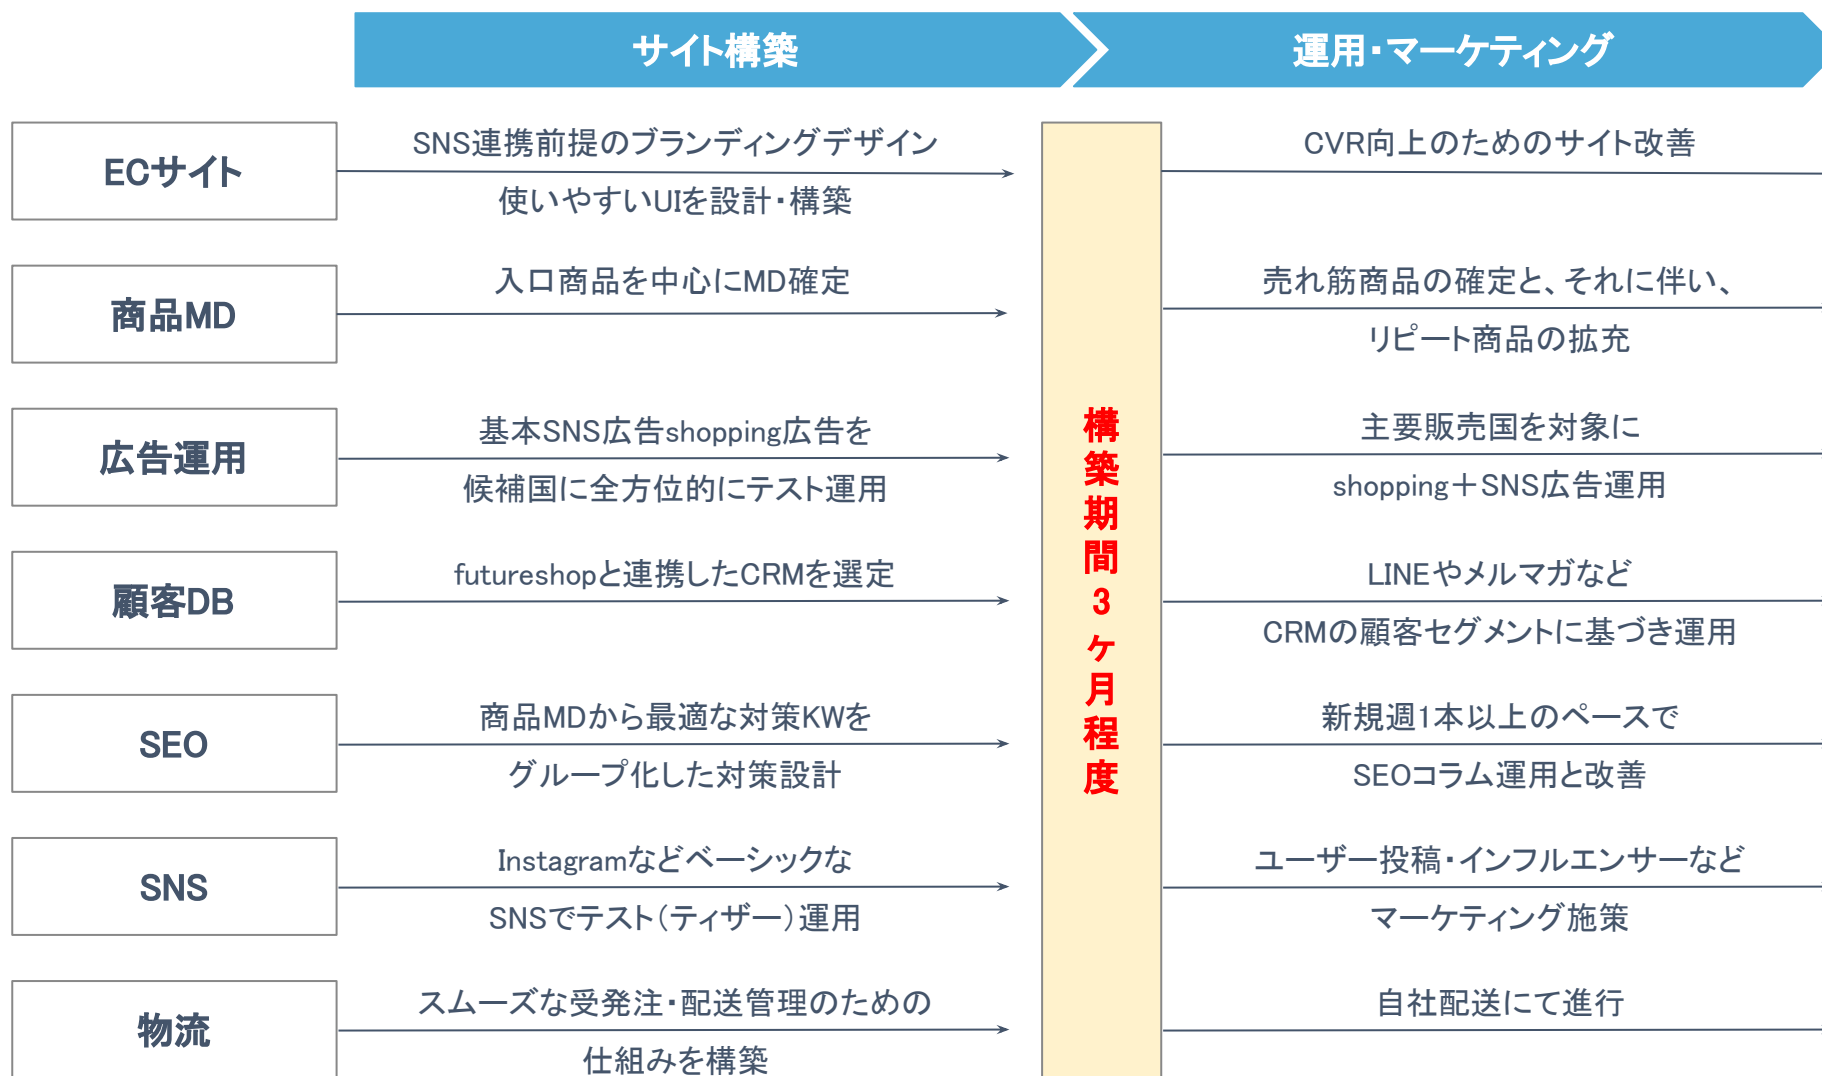 サイト構築
運用・マーケティング
ECサイト
SNS連携前提のブランディングデザイン
使いやすいUIを設計・構築
CVR向上のためのサイト改善
商品MD
入口商品を中心にMD確定
売れ筋商品の確定と、それに伴い、
リピート商品の拡充
広告運用
基本SNS広告shopping広告を
候補国に全方位的にテスト運用
主要販売国を対象に
shopping＋SNS広告運用
顧客DB
futureshopと連携したCRMを選定
LINEやメルマガなど
CRMの顧客セグメントに基づき運用
SEO
商品MDから最適な対策KWを
グループ化した対策設計
新規週1本以上のペースで
SEOコラム運用と改善
SNS
Instagramなどベーシックな
SNSでテスト（ティザー）運用
ユーザー投稿・インフルエンサーなど
マーケティング施策
物流
スムーズな受発注・配送管理のための
仕組みを構築
自社配送にて進行
構築期間3ヶ月程度